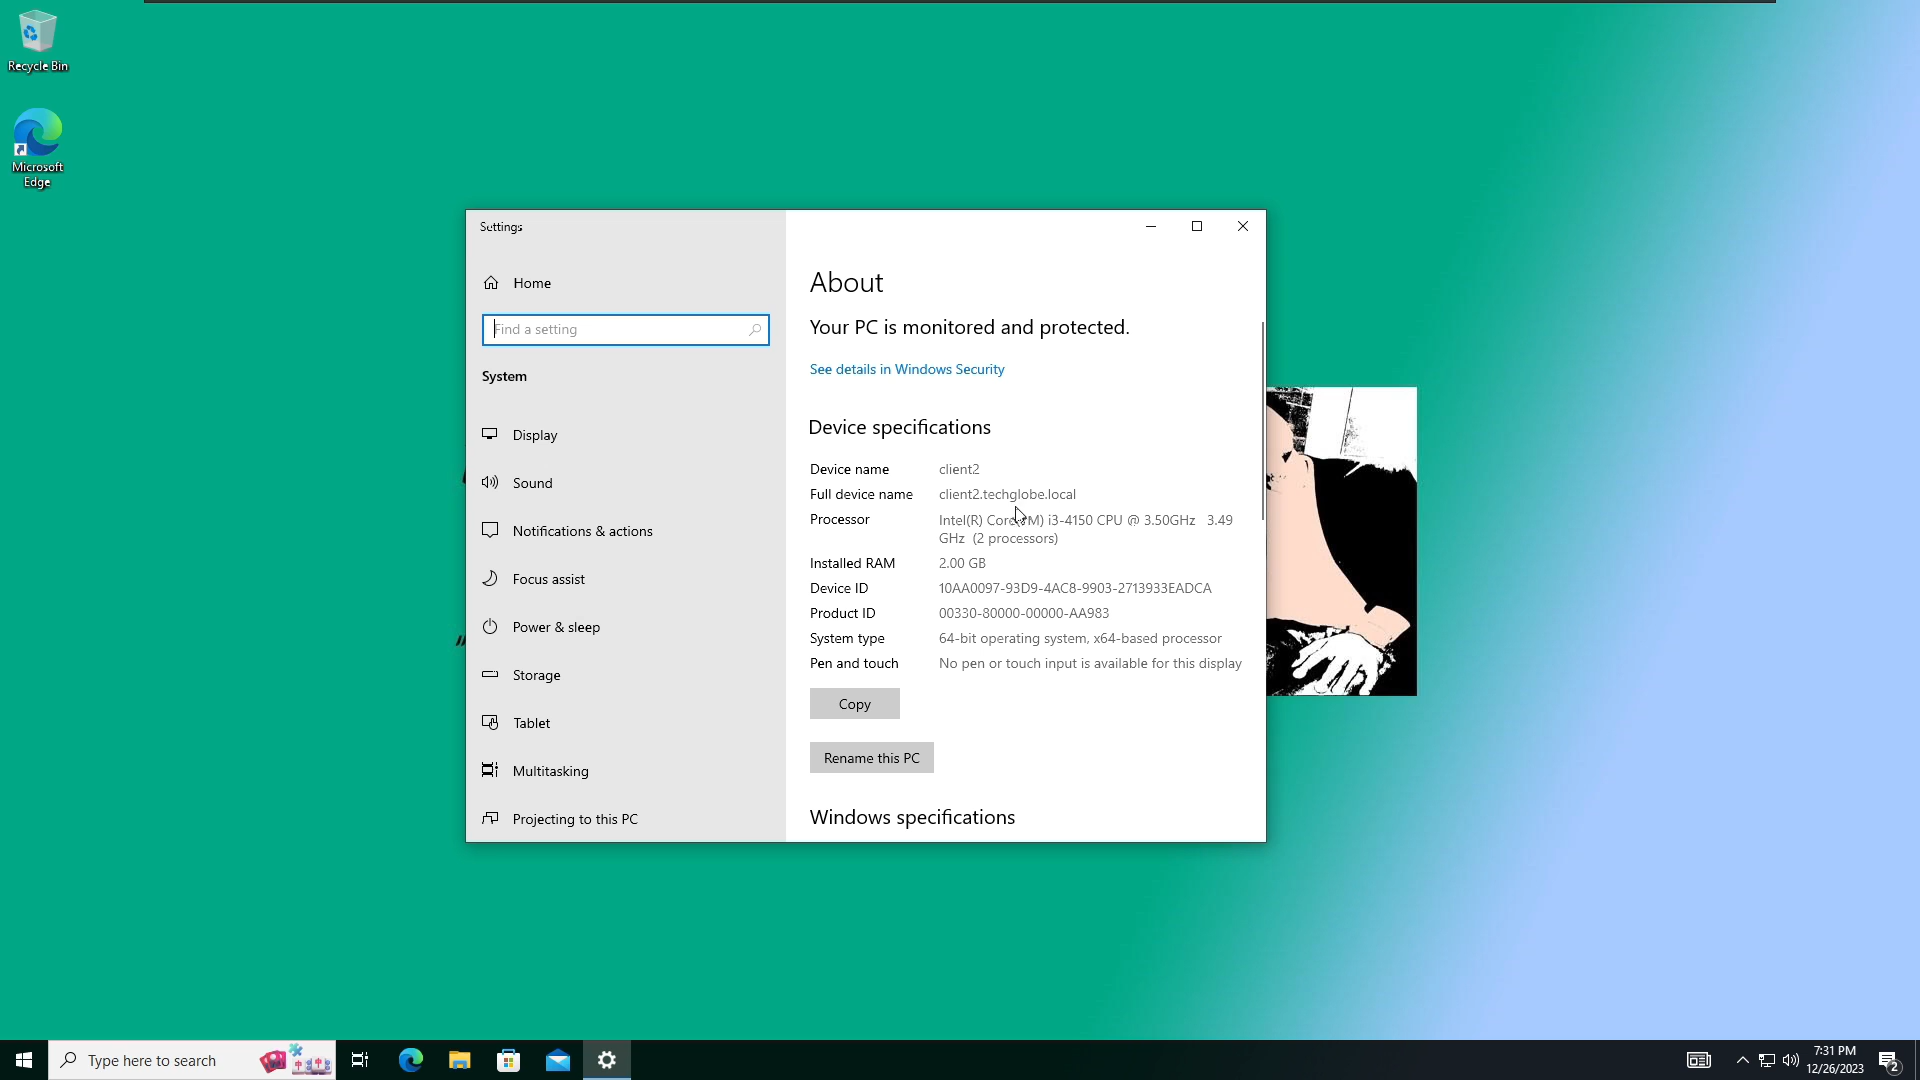 Recycle Bin
Microsoft
Edge
Settings
Home
Find a setting
System
Display
Sound
Notifications & actions
Focus assist
Power & sleep
Storage
Tablet
Multitasking
Projecting to this PC
About
Your PC is monitored and protected.
See details in Windows Security
Device specifications
Device name client2
Full device name client2.techglobe.local
Processor Intel(R) Core(TM) i3-4150 CPU @ 3.50GHz 3.49
GHz (2 processors)
Installed RAM 2.00 GB
Device ID 10AA0097-93D9-4AC8-9903-2713933EADCA
Product ID 00330-80000-00000-AA983
System type 64-bit operating system, x64-based processor
Pen and touch No pen or touch input is available for this display
Copy
Rename this PC
Windows specifications
Type here to search
7:31 PM
12/26/2023
2